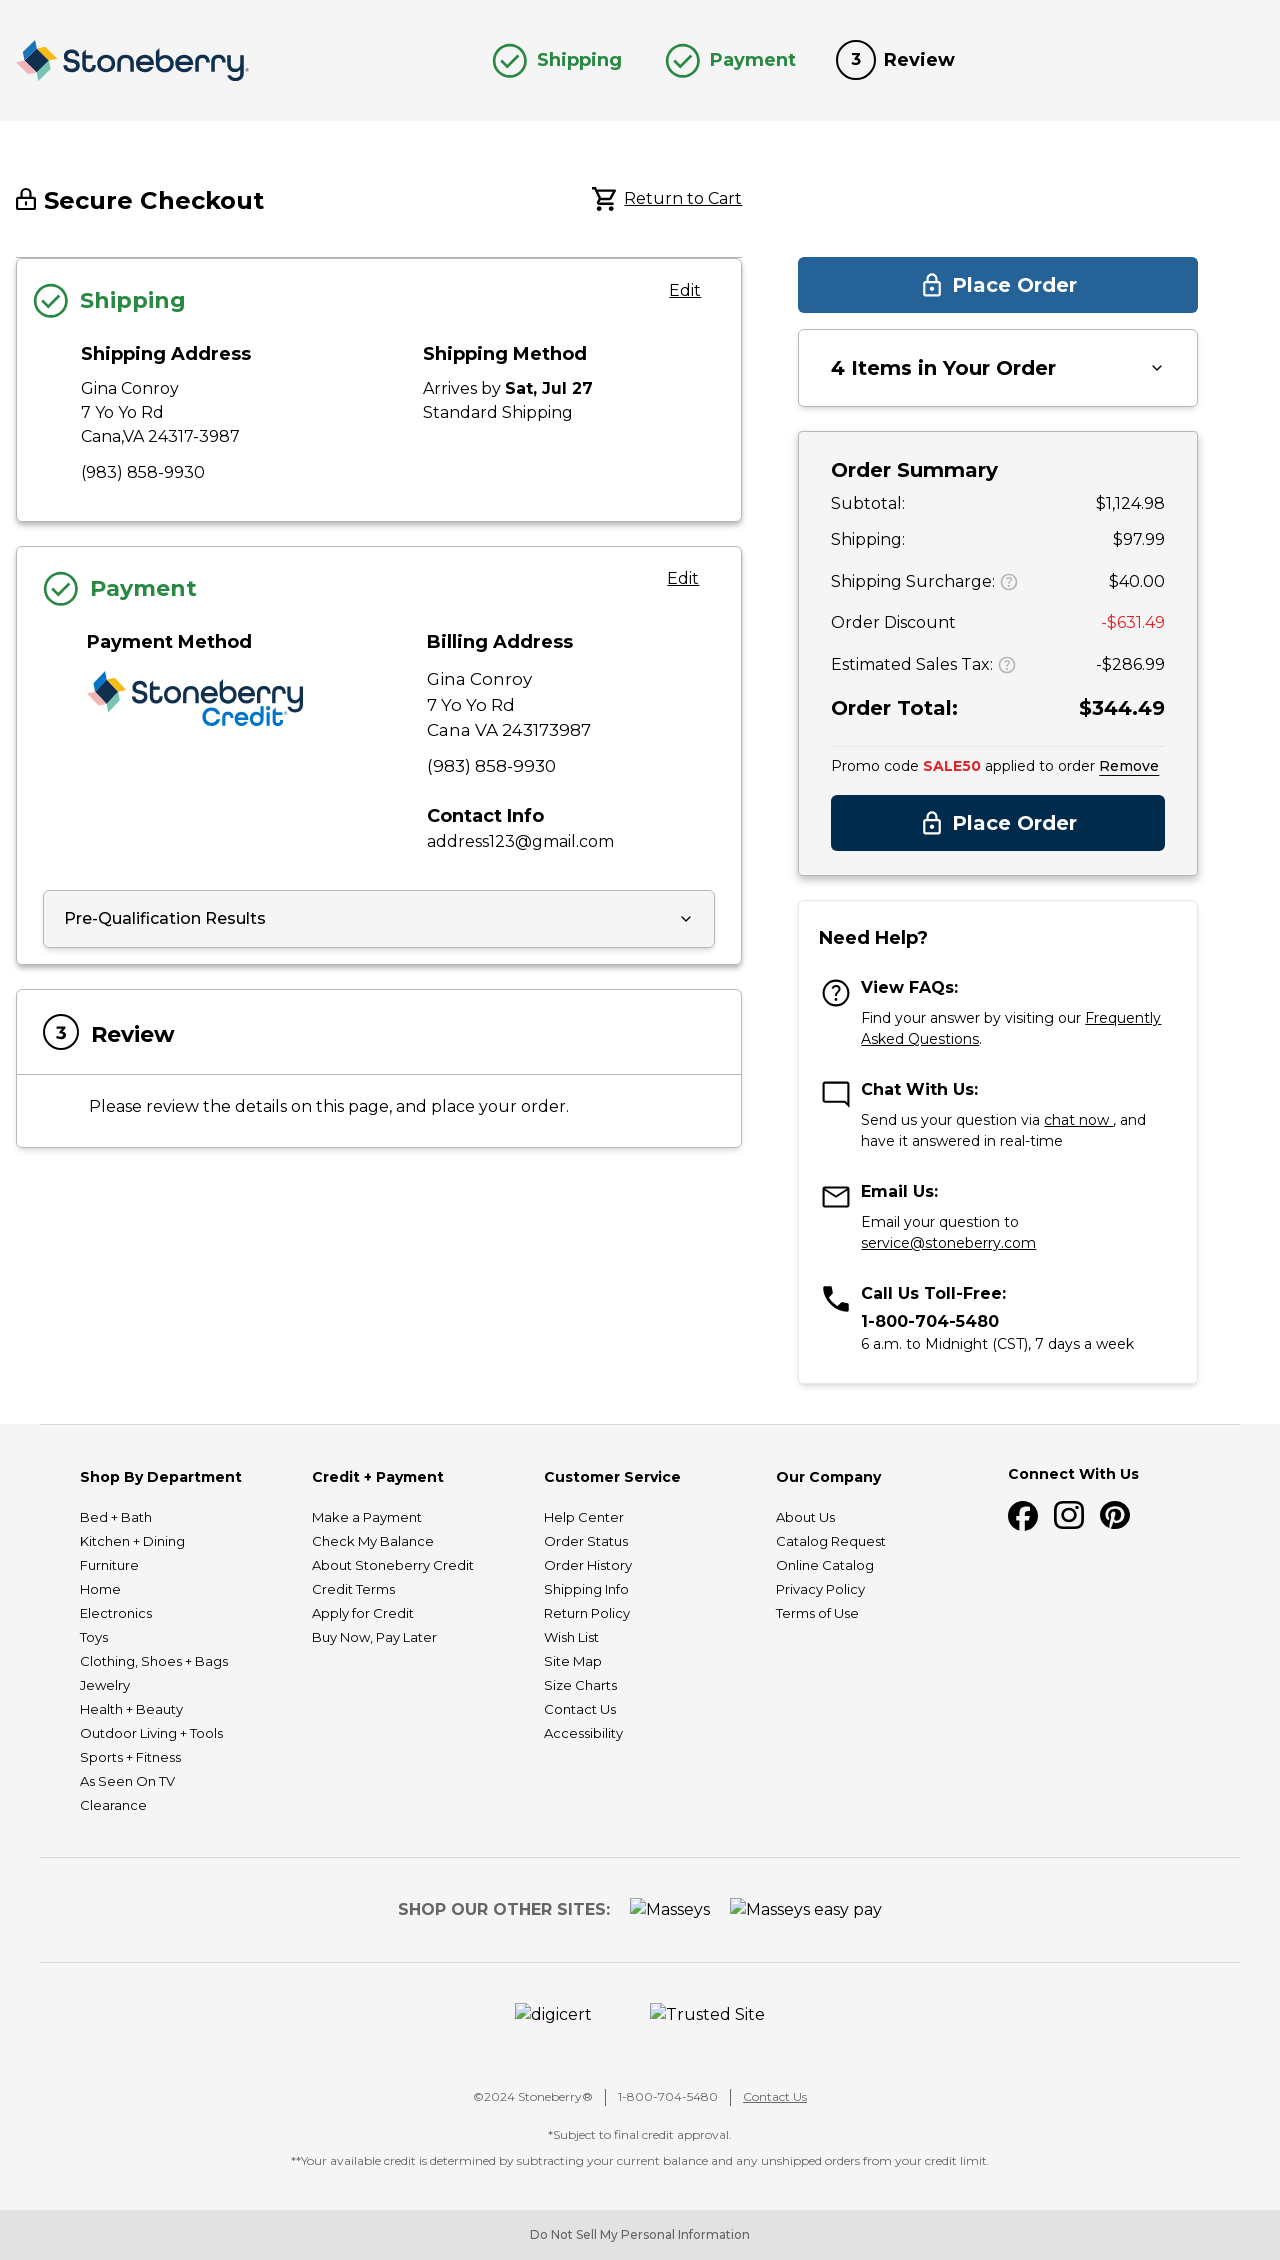 Stoneberry.
Shipping
Payment
3 Review
Secure Checkout
Return to Cart
Shipping
Edit
Shipping Address
Gina Conroy
7 Yo Yo Rd
Cana,VA 24317-3987
(983) 858-9930
Shipping Method
Arrives by Sat, Jul 27
Standard Shipping
Payment
Edit
Payment Method
Stoneberry
Credit
Billing Address
Gina Conroy
7 Yo Yo Rd
Cana VA 243173987
(983) 858-9930
Contact Info
address123@gmail.com
Pre-Qualification Results
3 Review
Please review the details on this page, and place your order.
Place Order
4 Items in Your Order
Order Summary
Subtotal: $1,124.98
Shipping: $97.99
Shipping Surcharge: ? $40.00
Order Discount -$631.49
Estimated Sales Tax: ? -$286.99
Order Total: $344.49
Promo code SALE50 applied to order Remove
Place Order
Need Help?
View FAQs:
Find your answer by visiting our Frequently
Asked Questions.
Chat With Us:
Send us your question via chat now , and
have it answered in real-time
Email Us:
Email your question to
service@stoneberry.com
Call Us Toll-Free:
1-800-704-5480
6 a.m. to Midnight (CST), 7 days a week
Shop By Department
Bed + Bath
Kitchen + Dining
Furniture
Home
Electronics
Toys
Clothing, Shoes + Bags
Jewelry
Health + Beauty
Outdoor Living + Tools
Sports + Fitness
As Seen On TV
Clearance
Credit + Payment
Make a Payment
Check My Balance
About Stoneberry Credit
Credit Terms
Apply for Credit
Buy Now, Pay Later
Customer Service
Help Center
Order Status
Order History
Shipping Info
Return Policy
Wish List
Site Map
Size Charts
Contact Us
Accessibility
Our Company
About Us
Catalog Request
Online Catalog
Privacy Policy
Terms of Use
Connect With Us
SHOP OUR OTHER SITES: Masseys Masseys easy pay
digicert Trusted Site
©2024 Stoneberry® | 1-800-704-5480 | Contact Us
*Subject to final credit approval.
**Your available credit is determined by subtracting your current balance and any unshipped orders from your credit limit.
Do Not Sell My Personal Information